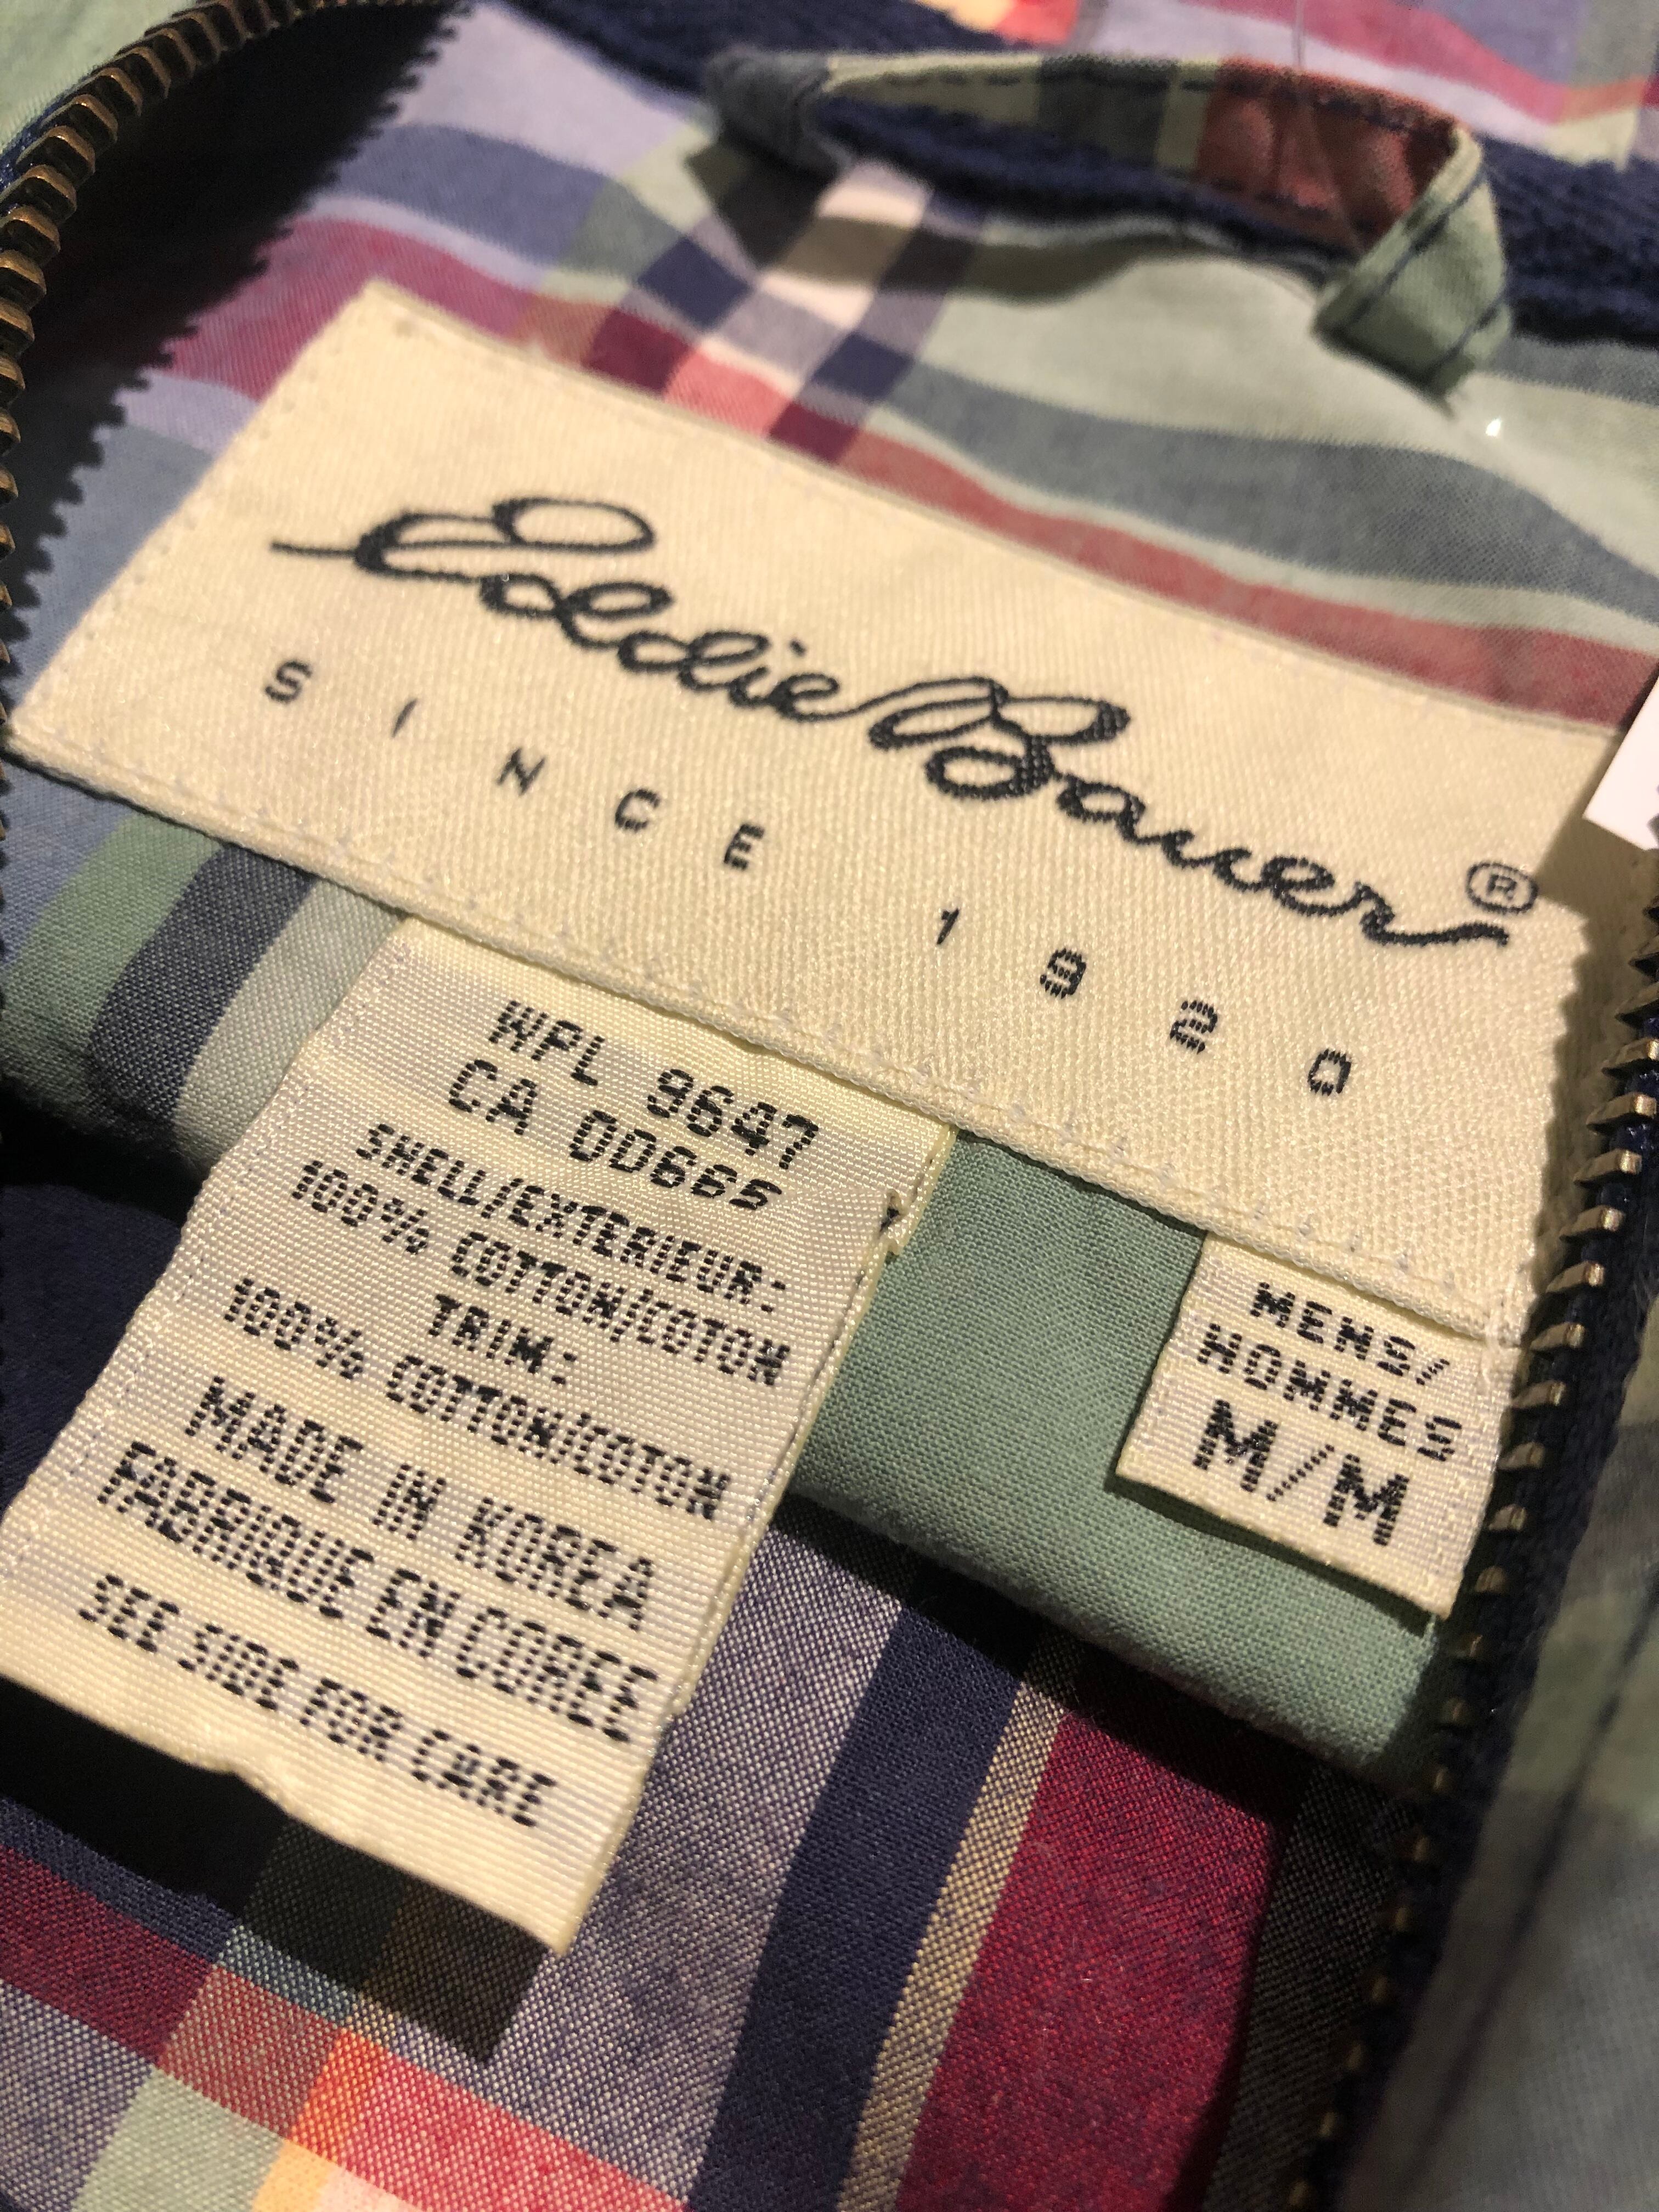 Eddie Bauer®
SINCE 1920
WPL 9647
CA 00665
SHELL/EXTERIEUR:
100% COTTON/COTON
TRIM:
100% COTTON/COTON
MADE IN KOREA
FABRIQUE EN COREE
SEE SIDE FOR CARE
MENS/
HOMMES
M/M